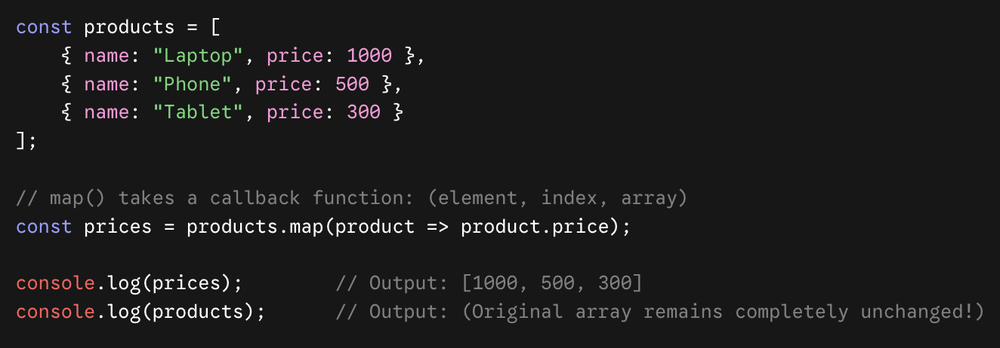 const products = [
    { name: "Laptop", price: 1000 },
    { name: "Phone", price: 500 },
    { name: "Tablet", price: 300 }
];

// map() takes a callback function: (element, index, array)
const prices = products.map(product => product.price);

console.log(prices);        // Output: [1000, 500, 300]
console.log(products);      // Output: (Original array remains completely unchanged!)